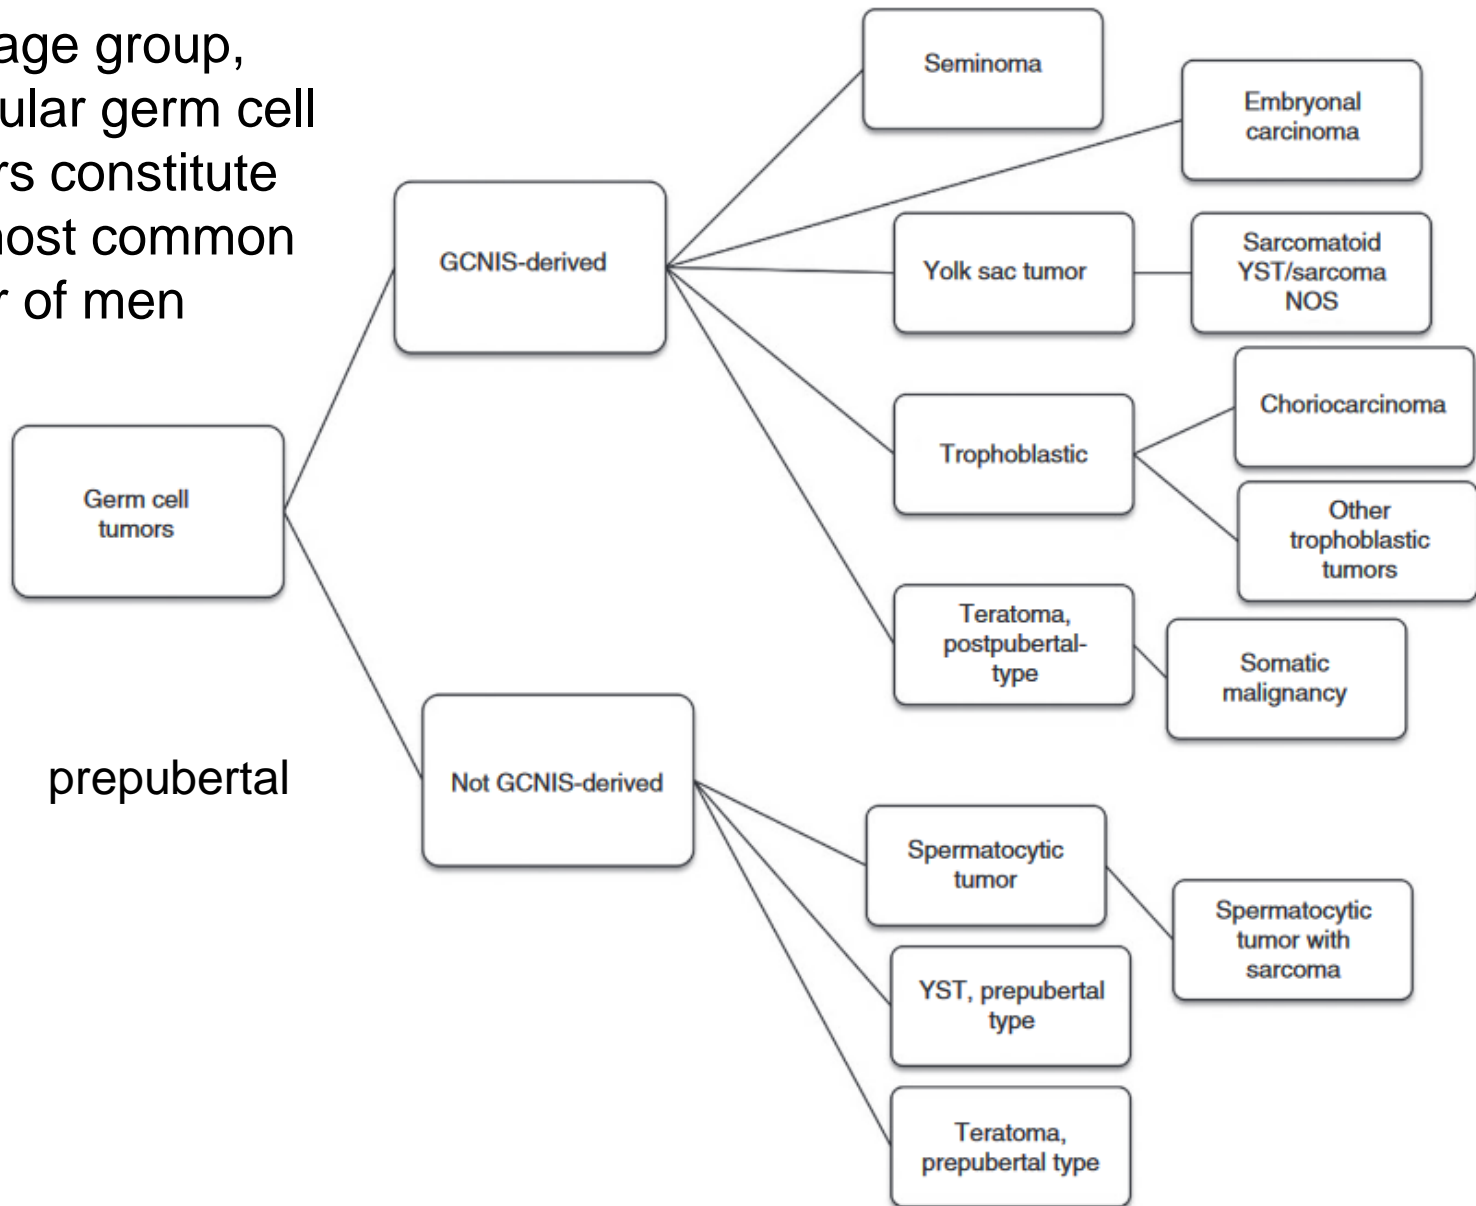 age group,
cular germ cell
rs constitute
most common
r of men
Germ cell
tumors
prepubertal
GCNIS-derived
Not GCNIS-derived
Seminoma
Embryonal
carcinoma
Yolk sac tumor
Sarcomatoid
YST/sarcoma
NOS
Trophoblastic
Choriocarcinoma
Other
trophoblastic
tumors
Teratoma,
postpubertal-
type
Somatic
malignancy
Spermatocytic
tumor
Spermatocytic
tumor with
sarcoma
YST, prepubertal
type
Teratoma,
prepubertal type